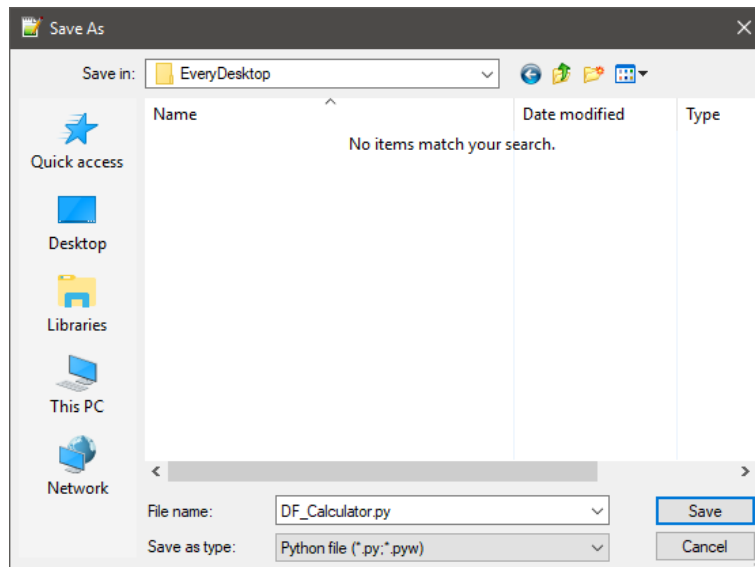 Save As
Save in: EveryDesktop
Name Date modified Type
No items match your search.
Quick access
Desktop
Libraries
This PC
Network
File name: DF_Calculator.py Save
Save as type: Python file (*.py;*.pyw) Cancel